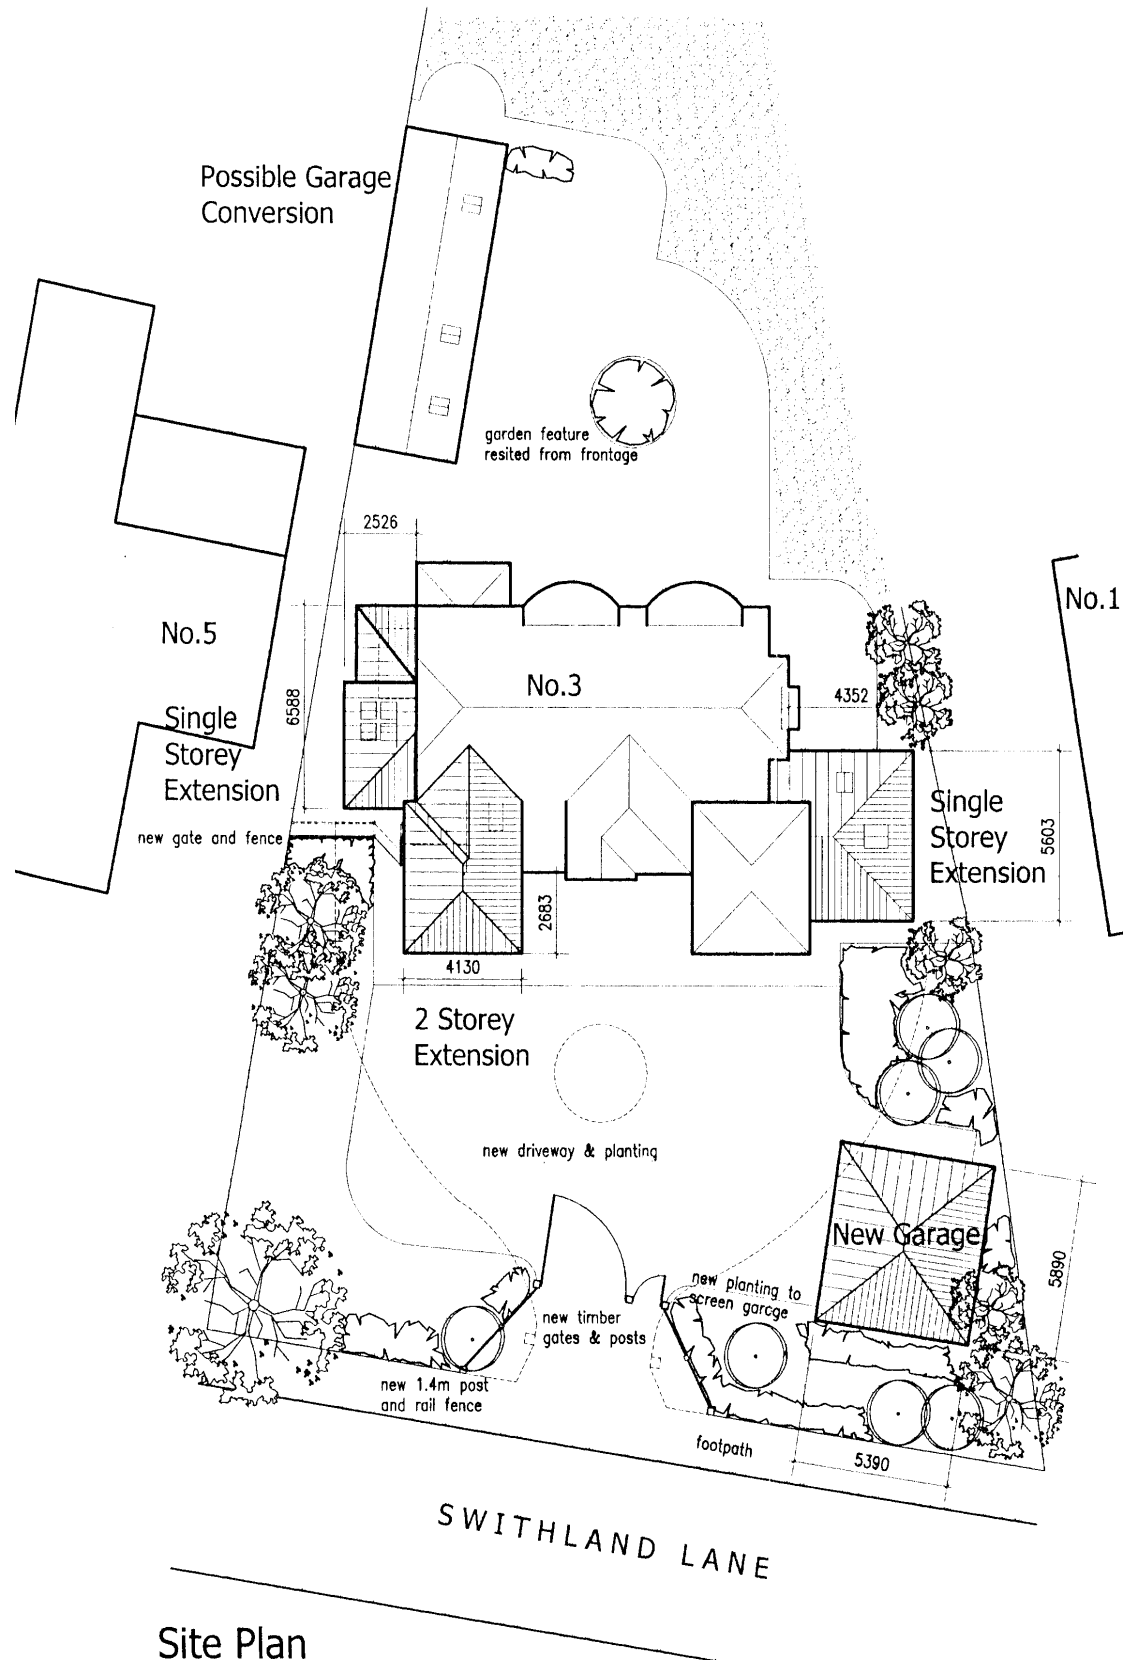 Possible Garage
Conversion
garden feature
resited from frontage
2526
No.1
No.5
No.3
6588
4352
Single
Storey
Extension
Single
Storey
Extension
5603
new gate and fence
2683
4130
2 Storey
Extension
new driveway & planting
New Garage
5890
new planting to
screen garage
new timber
gates & posts
new 1.4m post
and rail fence
footpath
5390
SWITHLAND LANE
Site Plan